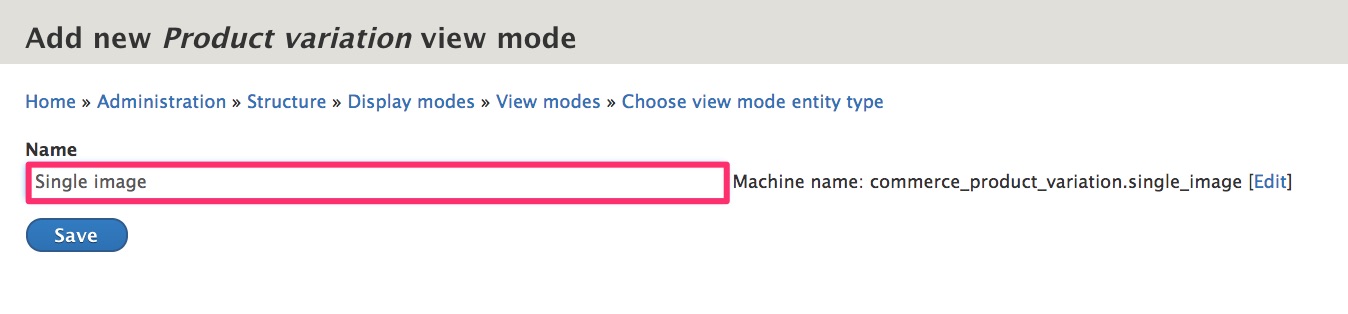 Add new Product variation view mode
Home » Administration » Structure » Display modes » View modes » Choose view mode entity type
Name
Single image Machine name: commerce_product_variation.single_image [Edit]
Save